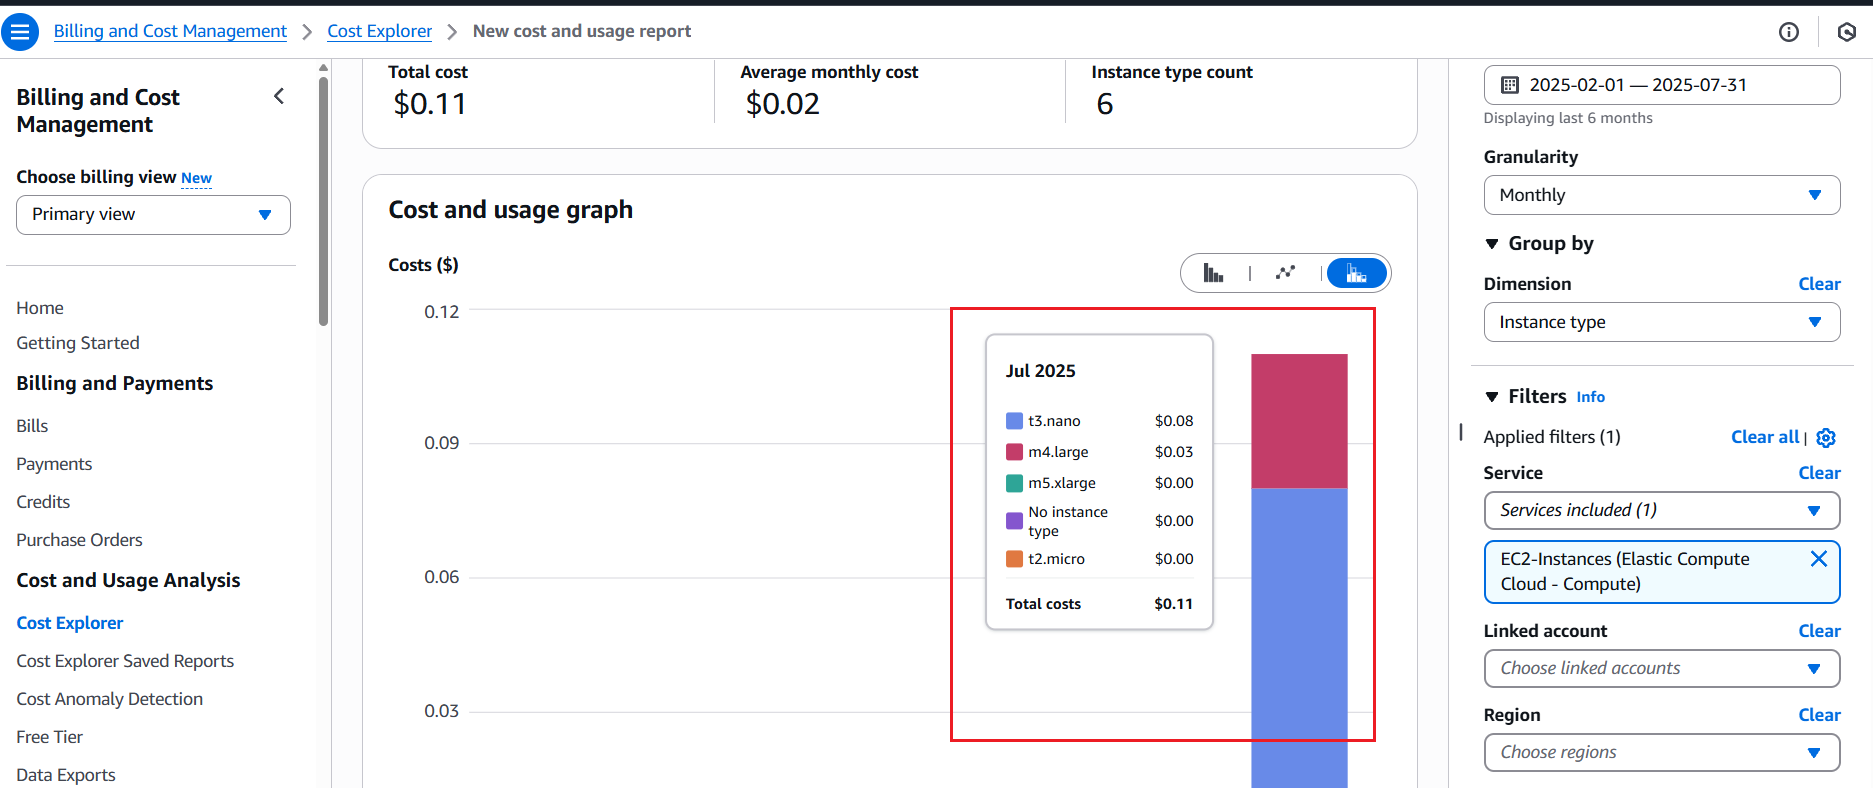 Billing and Cost Management > Cost Explorer > New cost and usage report
Billing and Cost
Management
Choose billing view New
Primary view
Home
Getting Started
Billing and Payments
Bills
Payments
Credits
Purchase Orders
Cost and Usage Analysis
Cost Explorer
Cost Explorer Saved Reports
Cost Anomaly Detection
Free Tier
Data Exports
Total cost
$0.11
Average monthly cost
$0.02
Instance type count
6
Cost and usage graph
Costs ($)
0.12
0.09
0.06
0.03
Jul 2025
t3.nano $0.08
m4.large $0.03
m5.xlarge $0.00
No instance
type $0.00
t2.micro $0.00
Total costs $0.11
2025-02-01 — 2025-07-31
Displaying last 6 months
Granularity
Monthly
Group by
Dimension Clear
Instance type
Filters Info
Applied filters (1) Clear all |
Service Clear
Services included (1)
EC2-Instances (Elastic Compute
Cloud - Compute)
Linked account Clear
Choose linked accounts
Region Clear
Choose regions